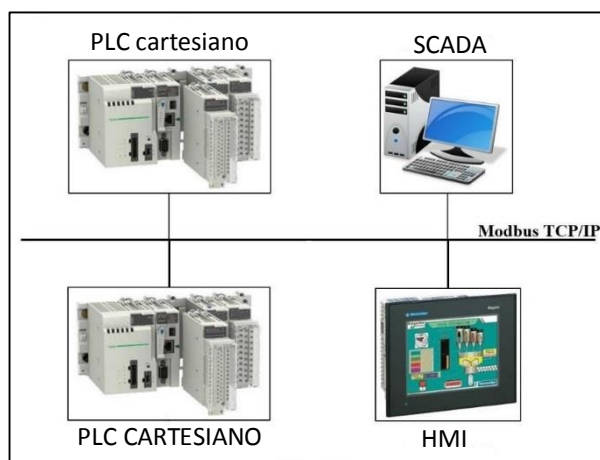 PLC cartesiano
SCADA
Modbus TCP/IP
PLC CARTESIANO
HMI